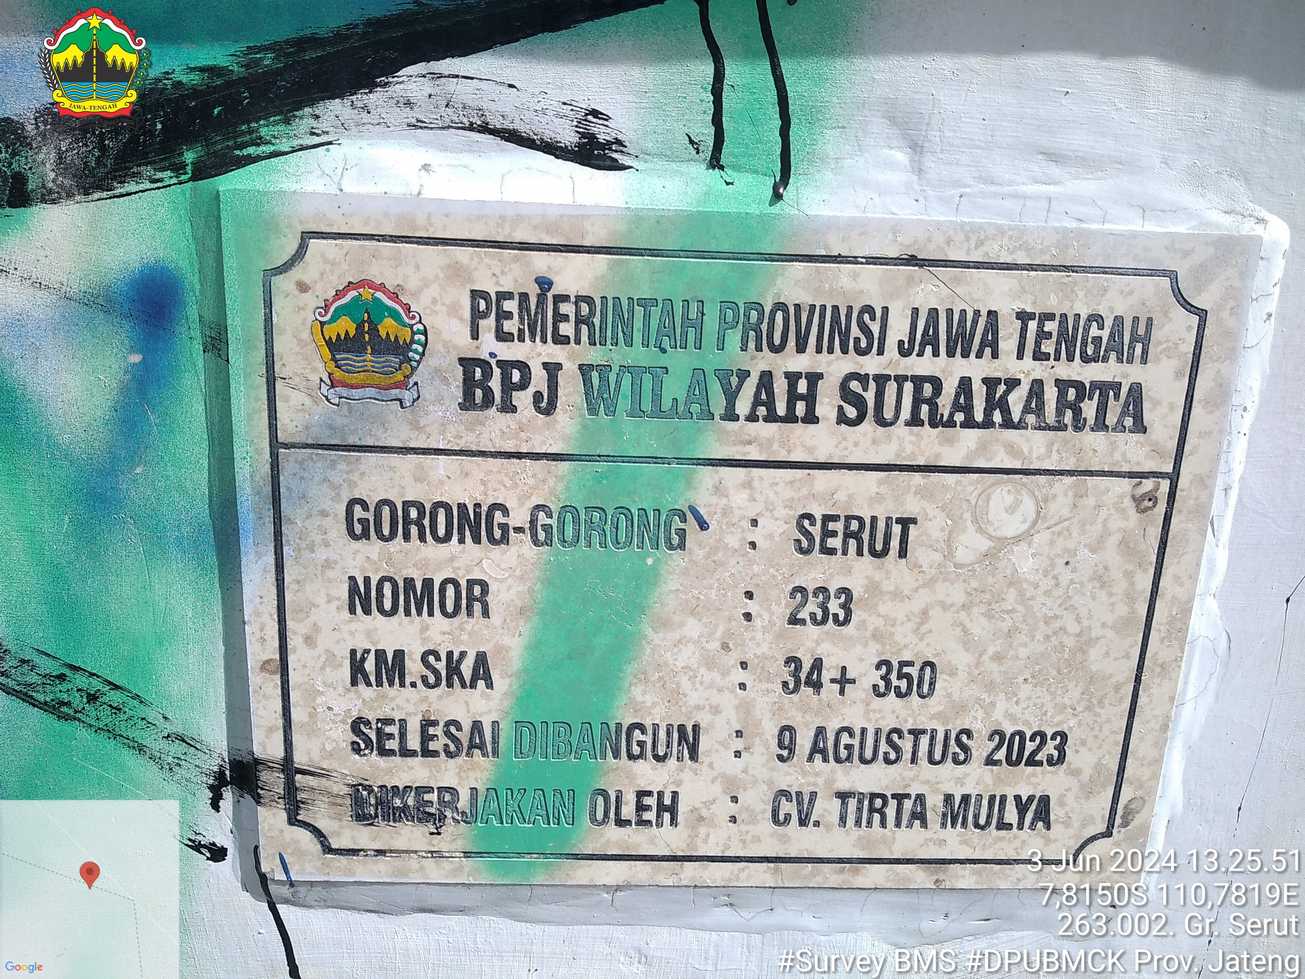 JAWA-TENGAH
PEMERINTAH PROVINSI JAWA TENGAH
BPJ WILAYAH SURAKARTA
GORONG-GORONG : SERUT
NOMOR : 233
KM.SKA : 34+ 350
SELESAI DIBANGUN : 9 AGUSTUS 2023
DIKERJAKAN OLEH : CV. TIRTA MULYA
3 Jun 2024 13.25.51
7,8150S 110,7819E
263.002. Gr. Serut
#Survey BMS #DPUBMCK Prov. Jateng
Google